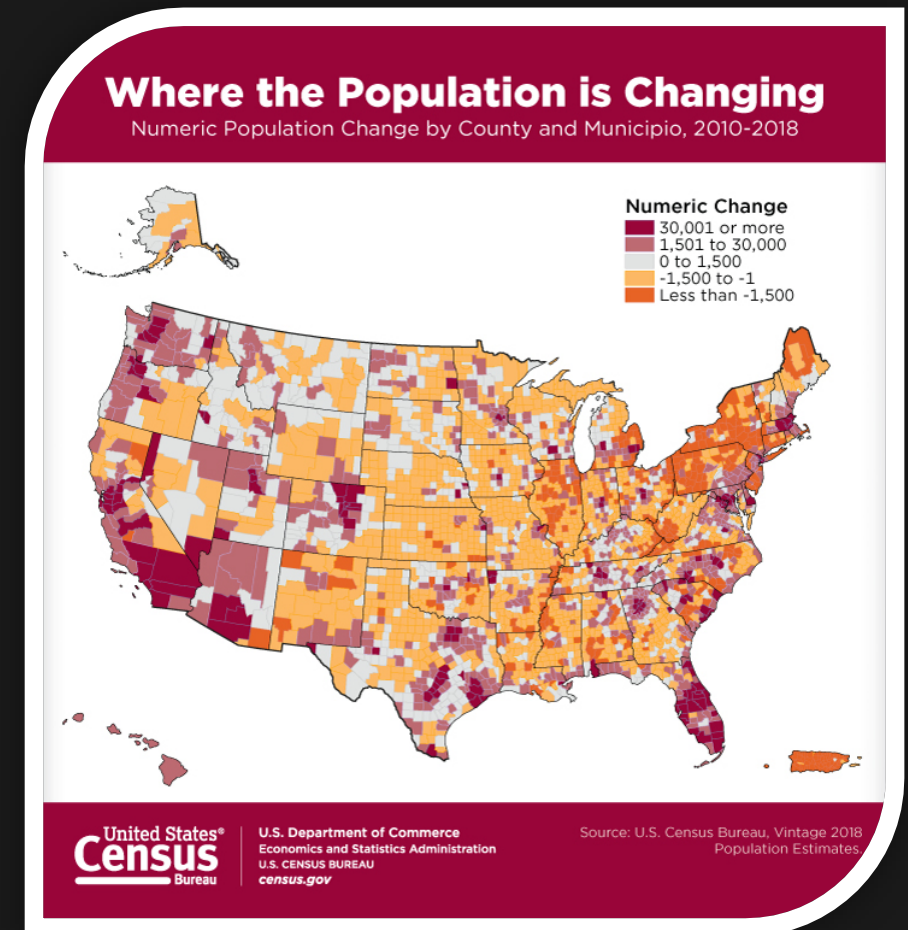 Where the Population is Changing
Numeric Population Change by County and Municipio, 2010-2018
Numeric Change
30,001 or more
1,501 to 30,000
0 to 1,500
-1,500 to -1
Less than -1,500
United States®
Census
Bureau
U.S. Department of Commerce
Economics and Statistics Administration
U.S. CENSUS BUREAU
census.gov
Source: U.S. Census Bureau, Vintage 2018
Population Estimates.